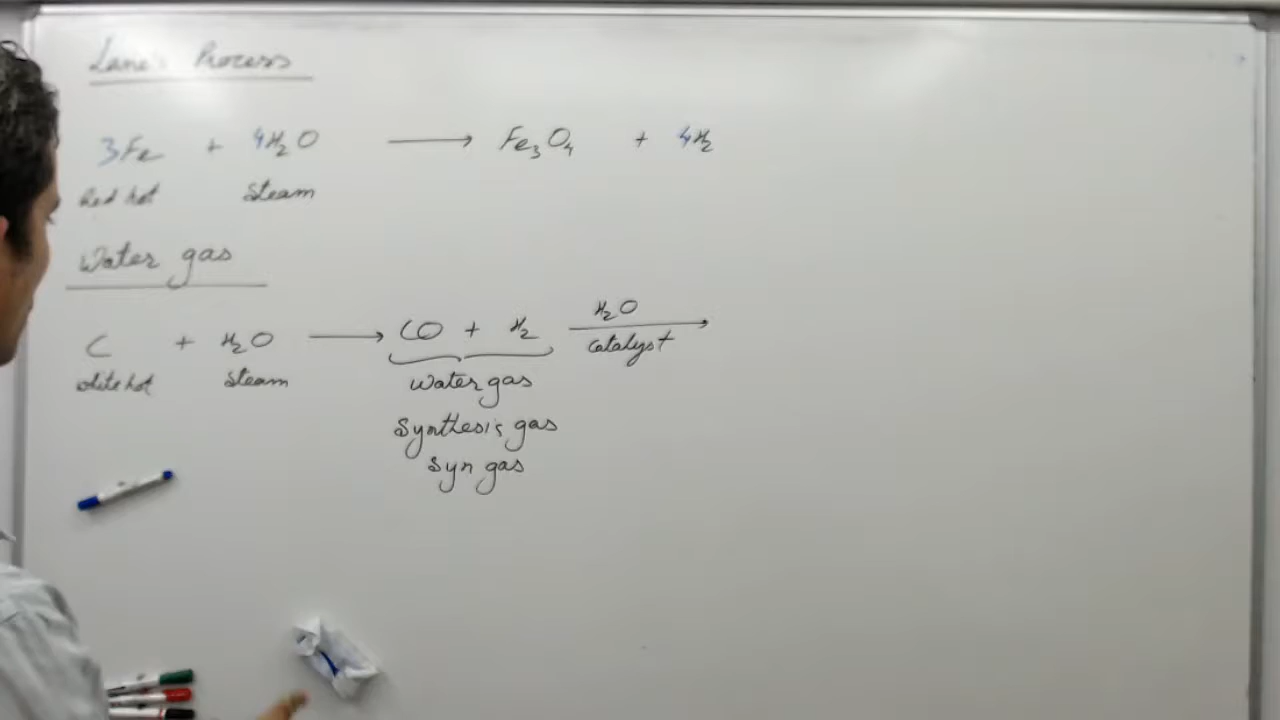 Lane's Process
3Fe + 4H₂O ⟶ Fe₃O₄ + 4H₂
Red hot Steam
Water gas
H₂O
C + H₂O ⟶ CO + H₂ ⟶
catalyst
hot Steam Water gas
Synthesis gas
Syn gas